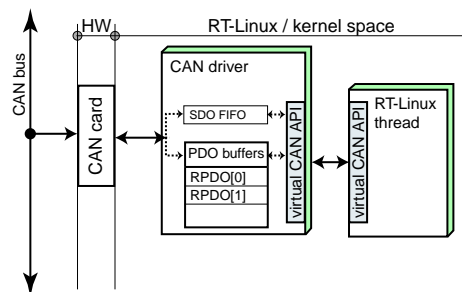 HW
RT-Linux / kernel space
CAN bus
CAN card
CAN driver
SDO FIFO
PDO buffers
RPDO[0]
RPDO[1]
virtual CAN API
virtual CAN API
RT-Linux
thread